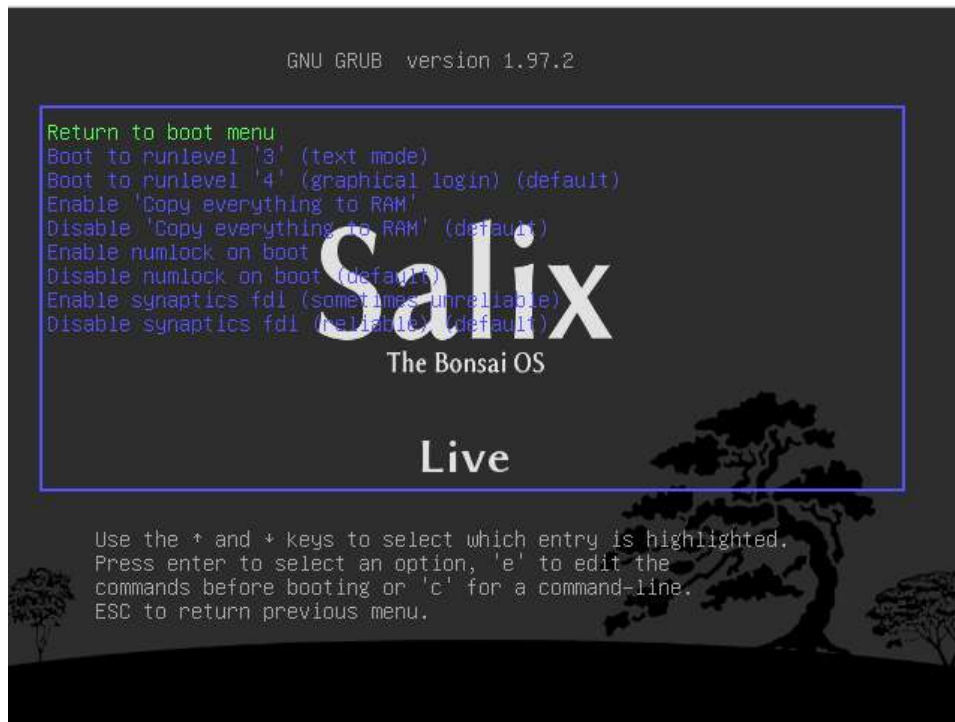 GNU GRUB  version 1.97.2
Return to boot menu
Boot to runlevel '3' (text mode)
Boot to runlevel '4' (graphical login) (default)
Enable 'Copy everything to RAM'
Disable 'Copy everything to RAM' (default)
Enable numlock on boot
Disable numlock on boot (default)
Enable synaptics fdi (sometimes unreliable)
Disable synaptics fdi (reliable) (default)
Salix
The Bonsai OS
Live
Use the ↑ and ↓ keys to select which entry is highlighted.
Press enter to select an option, 'e' to edit the
commands before booting or 'c' for a command-line.
ESC to return previous menu.